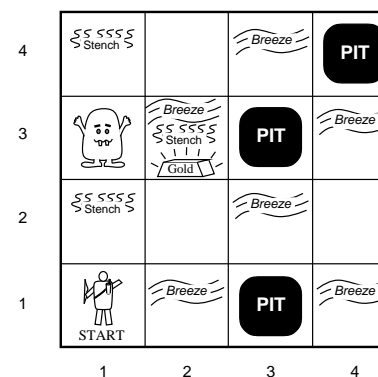 4
Stench
Breeze
PIT
3
Breeze
Stench
Gold
PIT
Breeze
2
Stench
Breeze
1
START
Breeze
PIT
Breeze
1 2 3 4